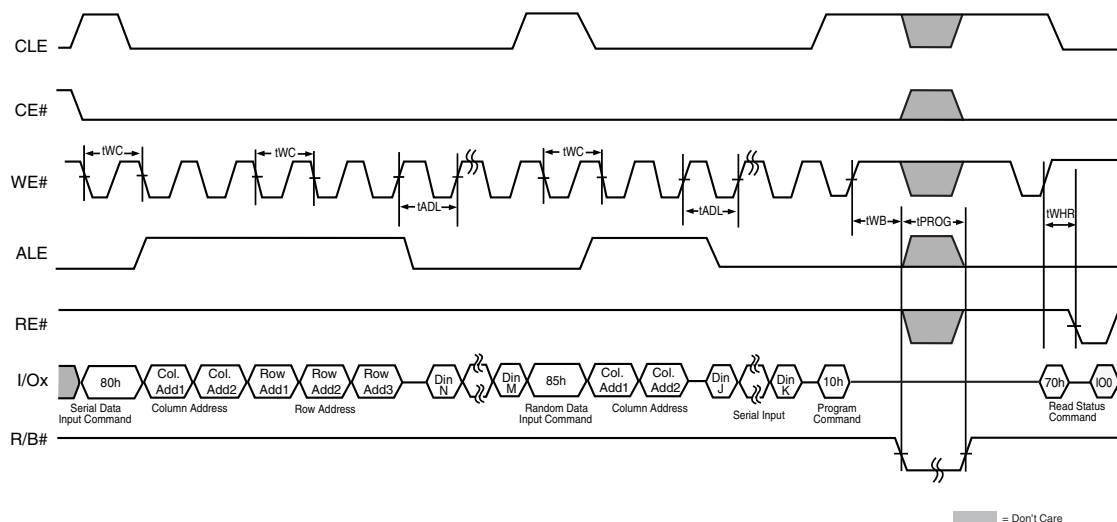 CLE
CE#
tWC
tWC
tWC
WE#
tADL
tADL
tWB
tPROG
tWHR
ALE
RE#
I/Ox
80h
Col. Add1
Col. Add2
Row Add1
Row Add2
Row Add3
Din N
Din M
85h
Col. Add1
Col. Add2
Din J
Din K
10h
70h
IO0
Serial Data
Input Command
Column Address
Row Address
Random Data
Input Command
Column Address
Serial Input
Program
Command
Read Status
Command
R/B#
= Don't Care